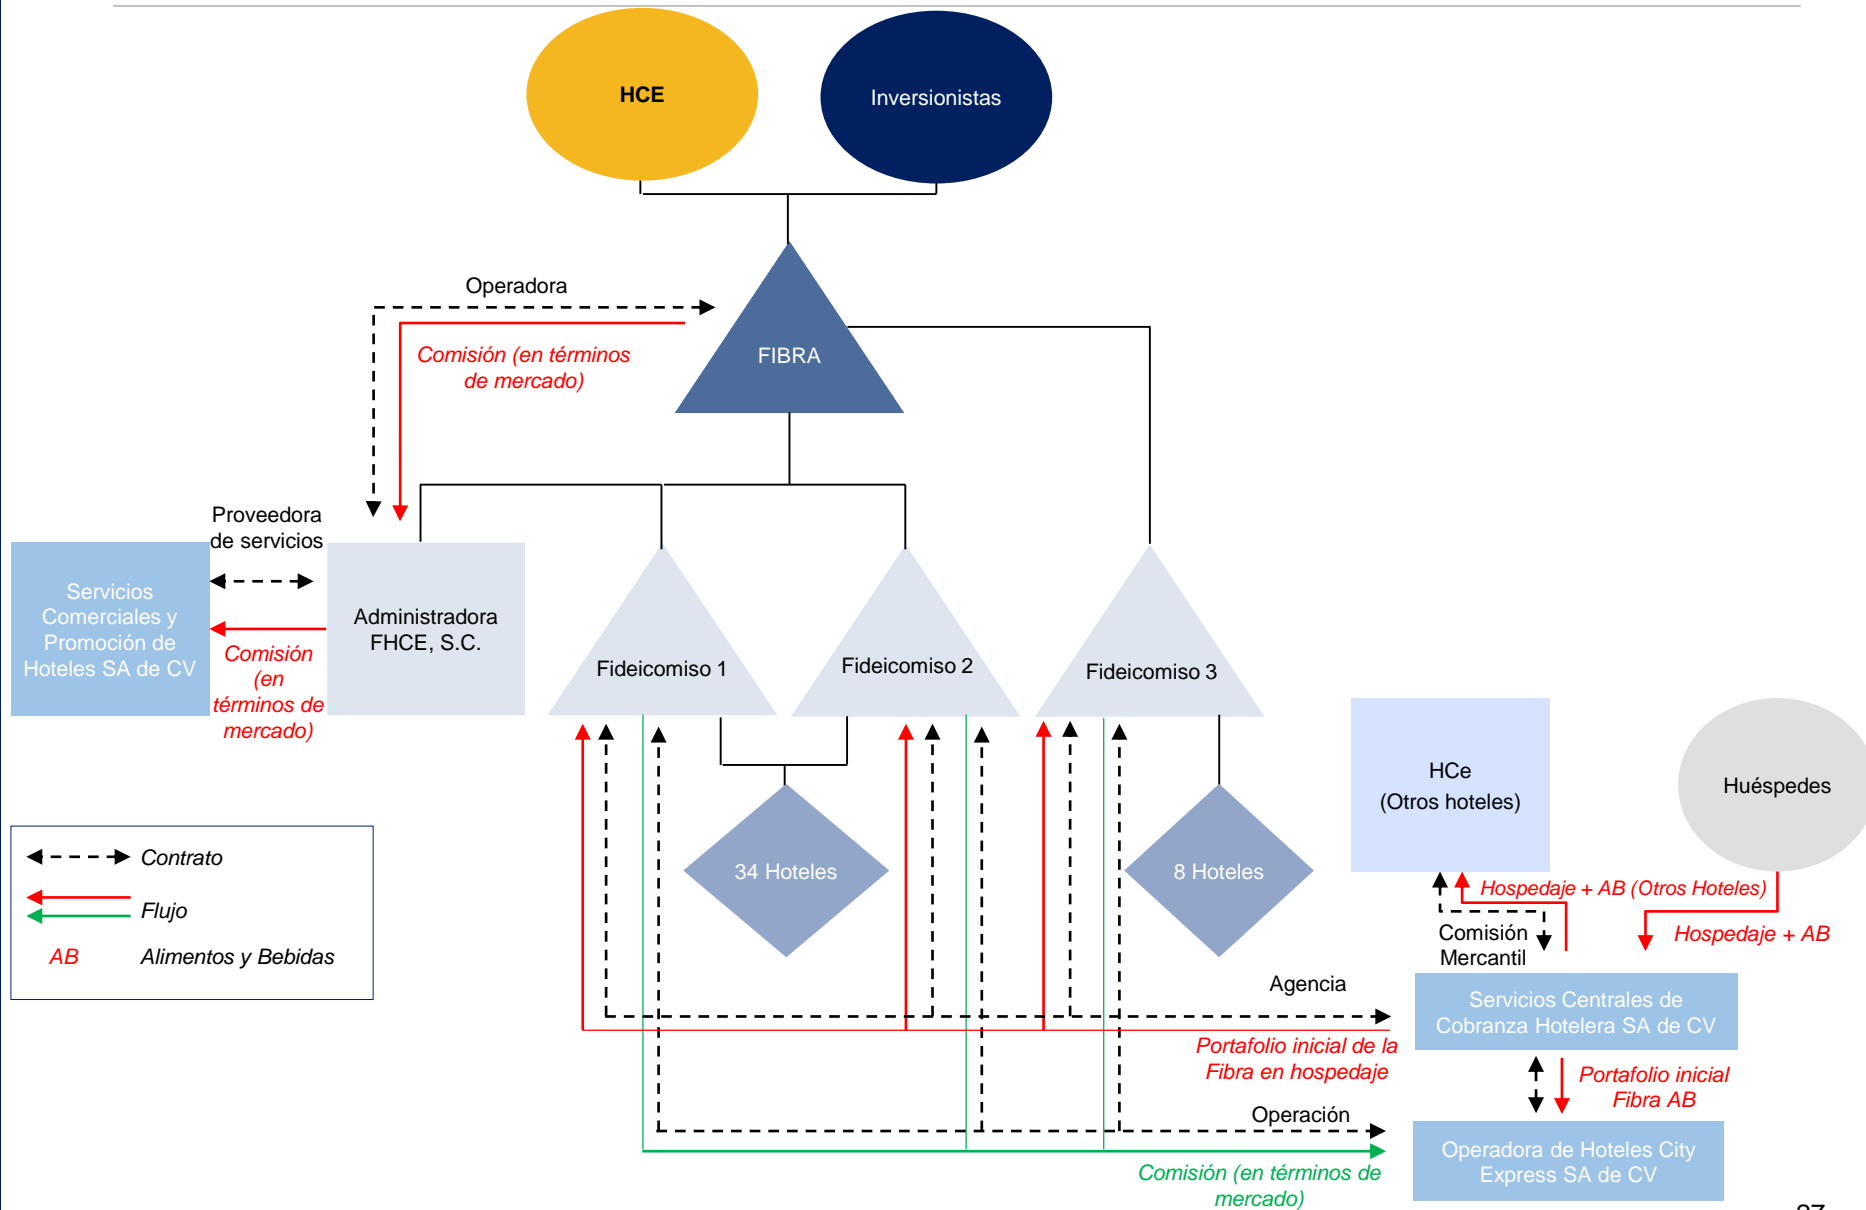 HCE
Inversionistas
Operadora
Comisión (en términos
de mercado)
FIBRA
Proveedora
de servicios
Servicios
Comerciales y
Promoción de
Hoteles SA de CV
Comisión
(en
términos de
mercado)
Administradora
FHCE, S.C.
Fideicomiso 1
Fideicomiso 2
Fideicomiso 3
HCe
(Otros hoteles)
Huéspedes
34 Hoteles
8 Hoteles
Contrato
Flujo
AB Alimentos y Bebidas
Hospedaje + AB (Otros Hoteles)
Hospedaje + AB
Comisión
Mercantil
Agencia
Servicios Centrales de
Cobranza Hotelera SA de CV
Portafolio inicial de la
Fibra en hospedaje
Portafolio inicial
Fibra AB
Operación
Operadora de Hoteles City
Express SA de CV
Comisión (en términos de
mercado)